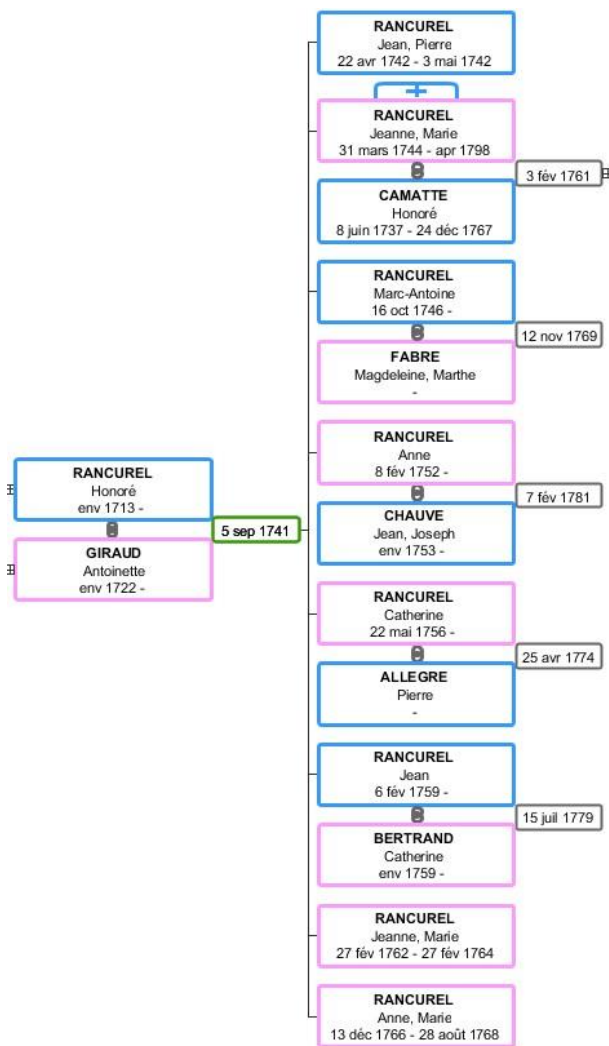 RANCUREL
Honoré
env 1713 -
GIRAUD
Antoinette
env 1722 -
5 sep 1741
RANCUREL
Jean, Pierre
22 avr 1742 - 3 mai 1742
RANCUREL
Jeanne, Marie
31 mars 1744 - apr 1798
3 fév 1761
CAMATTE
Honoré
8 juin 1737 - 24 déc 1767
RANCUREL
Marc-Antoine
16 oct 1746 -
12 nov 1769
FABRE
Magdeleine, Marthe
-
RANCUREL
Anne
8 fév 1752 -
7 fév 1781
CHAUVE
Jean, Joseph
env 1753 -
RANCUREL
Catherine
22 mai 1756 -
25 avr 1774
ALLEGRE
Pierre
-
RANCUREL
Jean
6 fév 1759 -
15 juil 1779
BERTRAND
Catherine
env 1759 -
RANCUREL
Jeanne, Marie
27 fév 1762 - 27 fév 1764
RANCUREL
Anne, Marie
13 déc 1766 - 28 août 1768